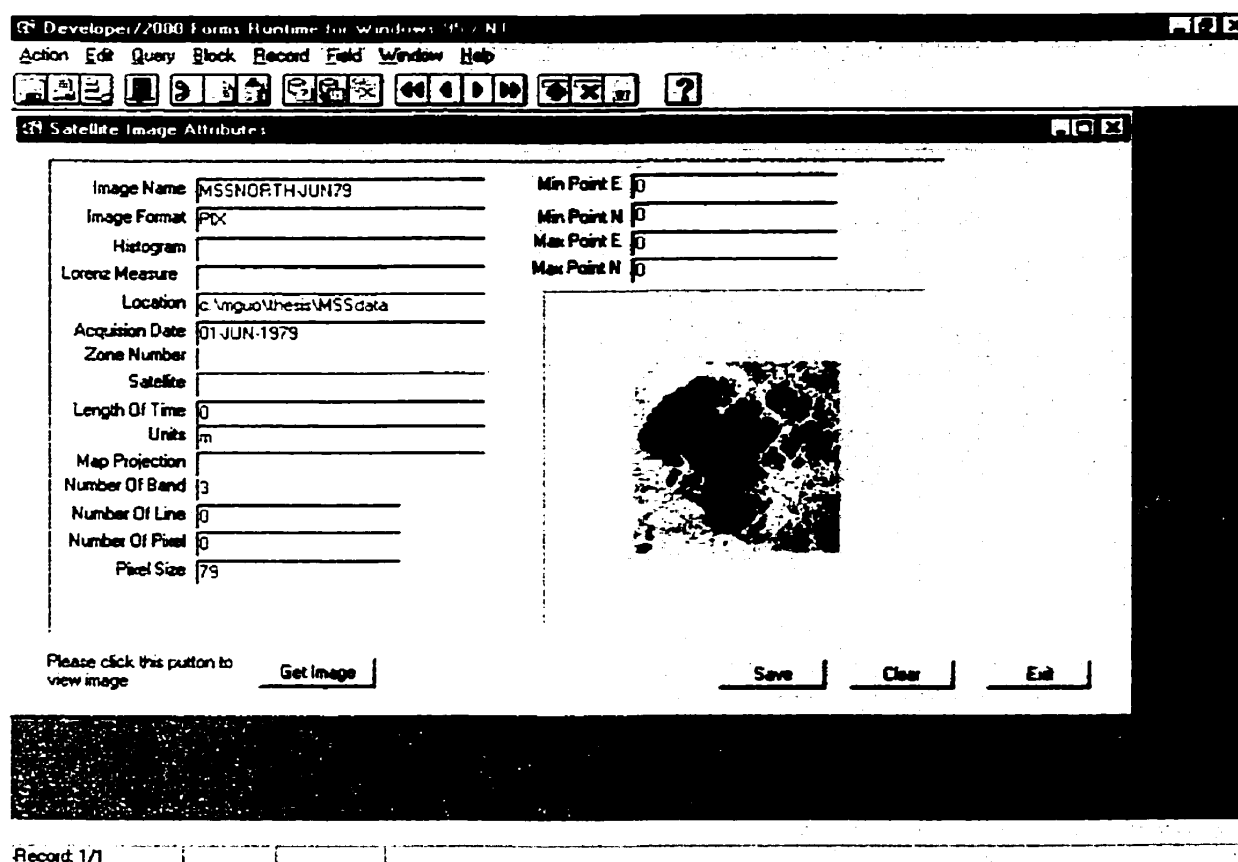 Developer/2000 Forms Runtime for Windows 95 / NT
Action Edit Query Block Record Field Window Help
Satellite Image Attributes
Image Name MSSNORTHJUN79
Image Format PIX
Histogram
Lorenz Measure
Location c:\mguo\thesis\MSSdata
Acquision Date 01-JUN-1979
Zone Number
Satellite
Length Of Time 0
Units m
Map Projection
Number Of Band 3
Number Of Line 0
Number Of Pixel 0
Pixel Size 79
Min Point E 0
Min Point N 0
Max Point E 0
Max Point N 0
Please click this putton to
view image
Get Image
Save Clear Exit
Record: 1/1